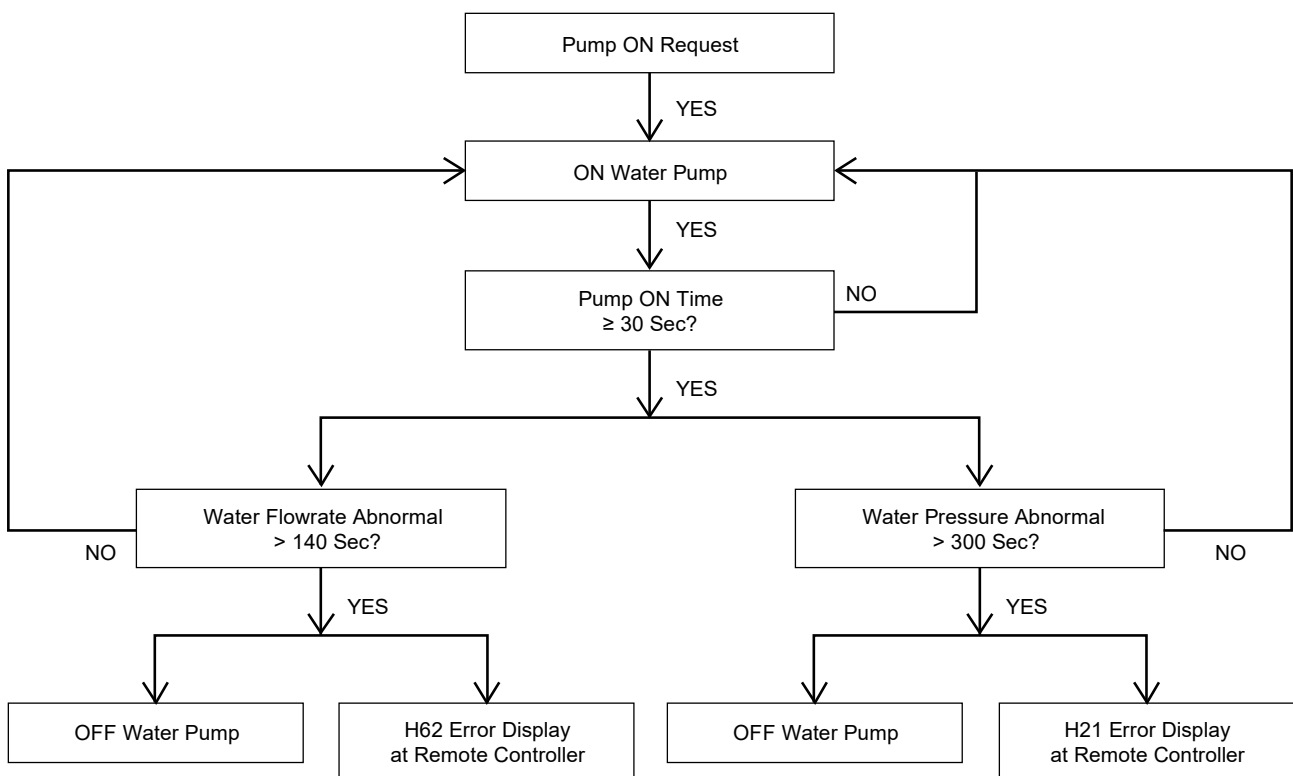 Pump ON Request
YES
ON Water Pump
YES
Pump ON Time
≥ 30 Sec?
NO
YES
Water Flowrate Abnormal
> 140 Sec?
NO
Water Pressure Abnormal
> 300 Sec?
NO
YES
YES
OFF Water Pump
H62 Error Display
at Remote Controller
OFF Water Pump
H21 Error Display
at Remote Controller